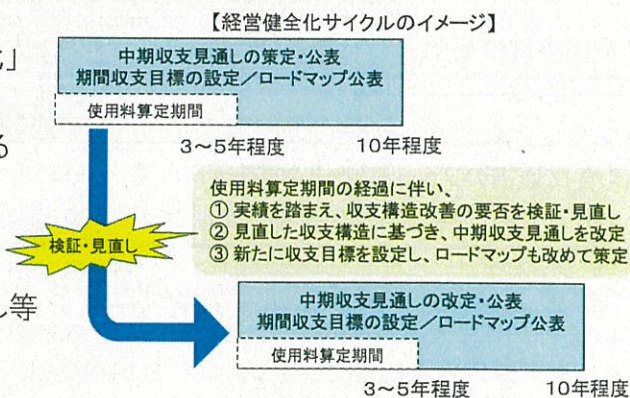 【経営健全化サイクルのイメージ】
中期収支見通しの策定・公表
期間収支目標の設定／ロードマップ公表
使用料算定期間
3～5年程度
10年程度
」
る
使用料算定期間の経過に伴い、
① 実績を踏まえ、収支構造改善の要否を検証・見直し
② 見直した収支構造に基づき、中期収支見通しを改定
③ 新たに収支目標を設定し、ロードマップも改めて策定
検証・見直し
し等
中期収支見通しの改定・公表
期間収支目標の設定／ロードマップ公表
使用料算定期間
3～5年程度
10年程度